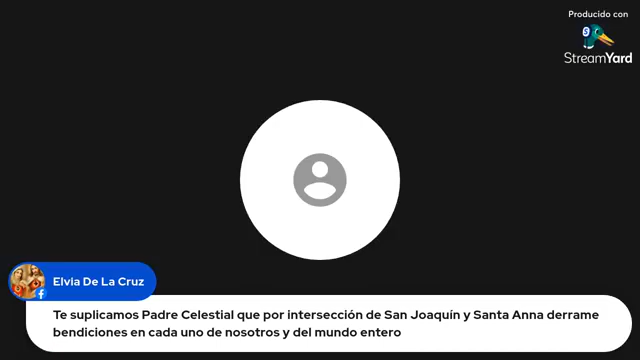 Producido con
StreamYard
Elvia De La Cruz
Te suplicamos Padre Celestial que por intersección de San Joaquín y Santa Anna derrame
bendiciones en cada uno de nosotros y del mundo entero